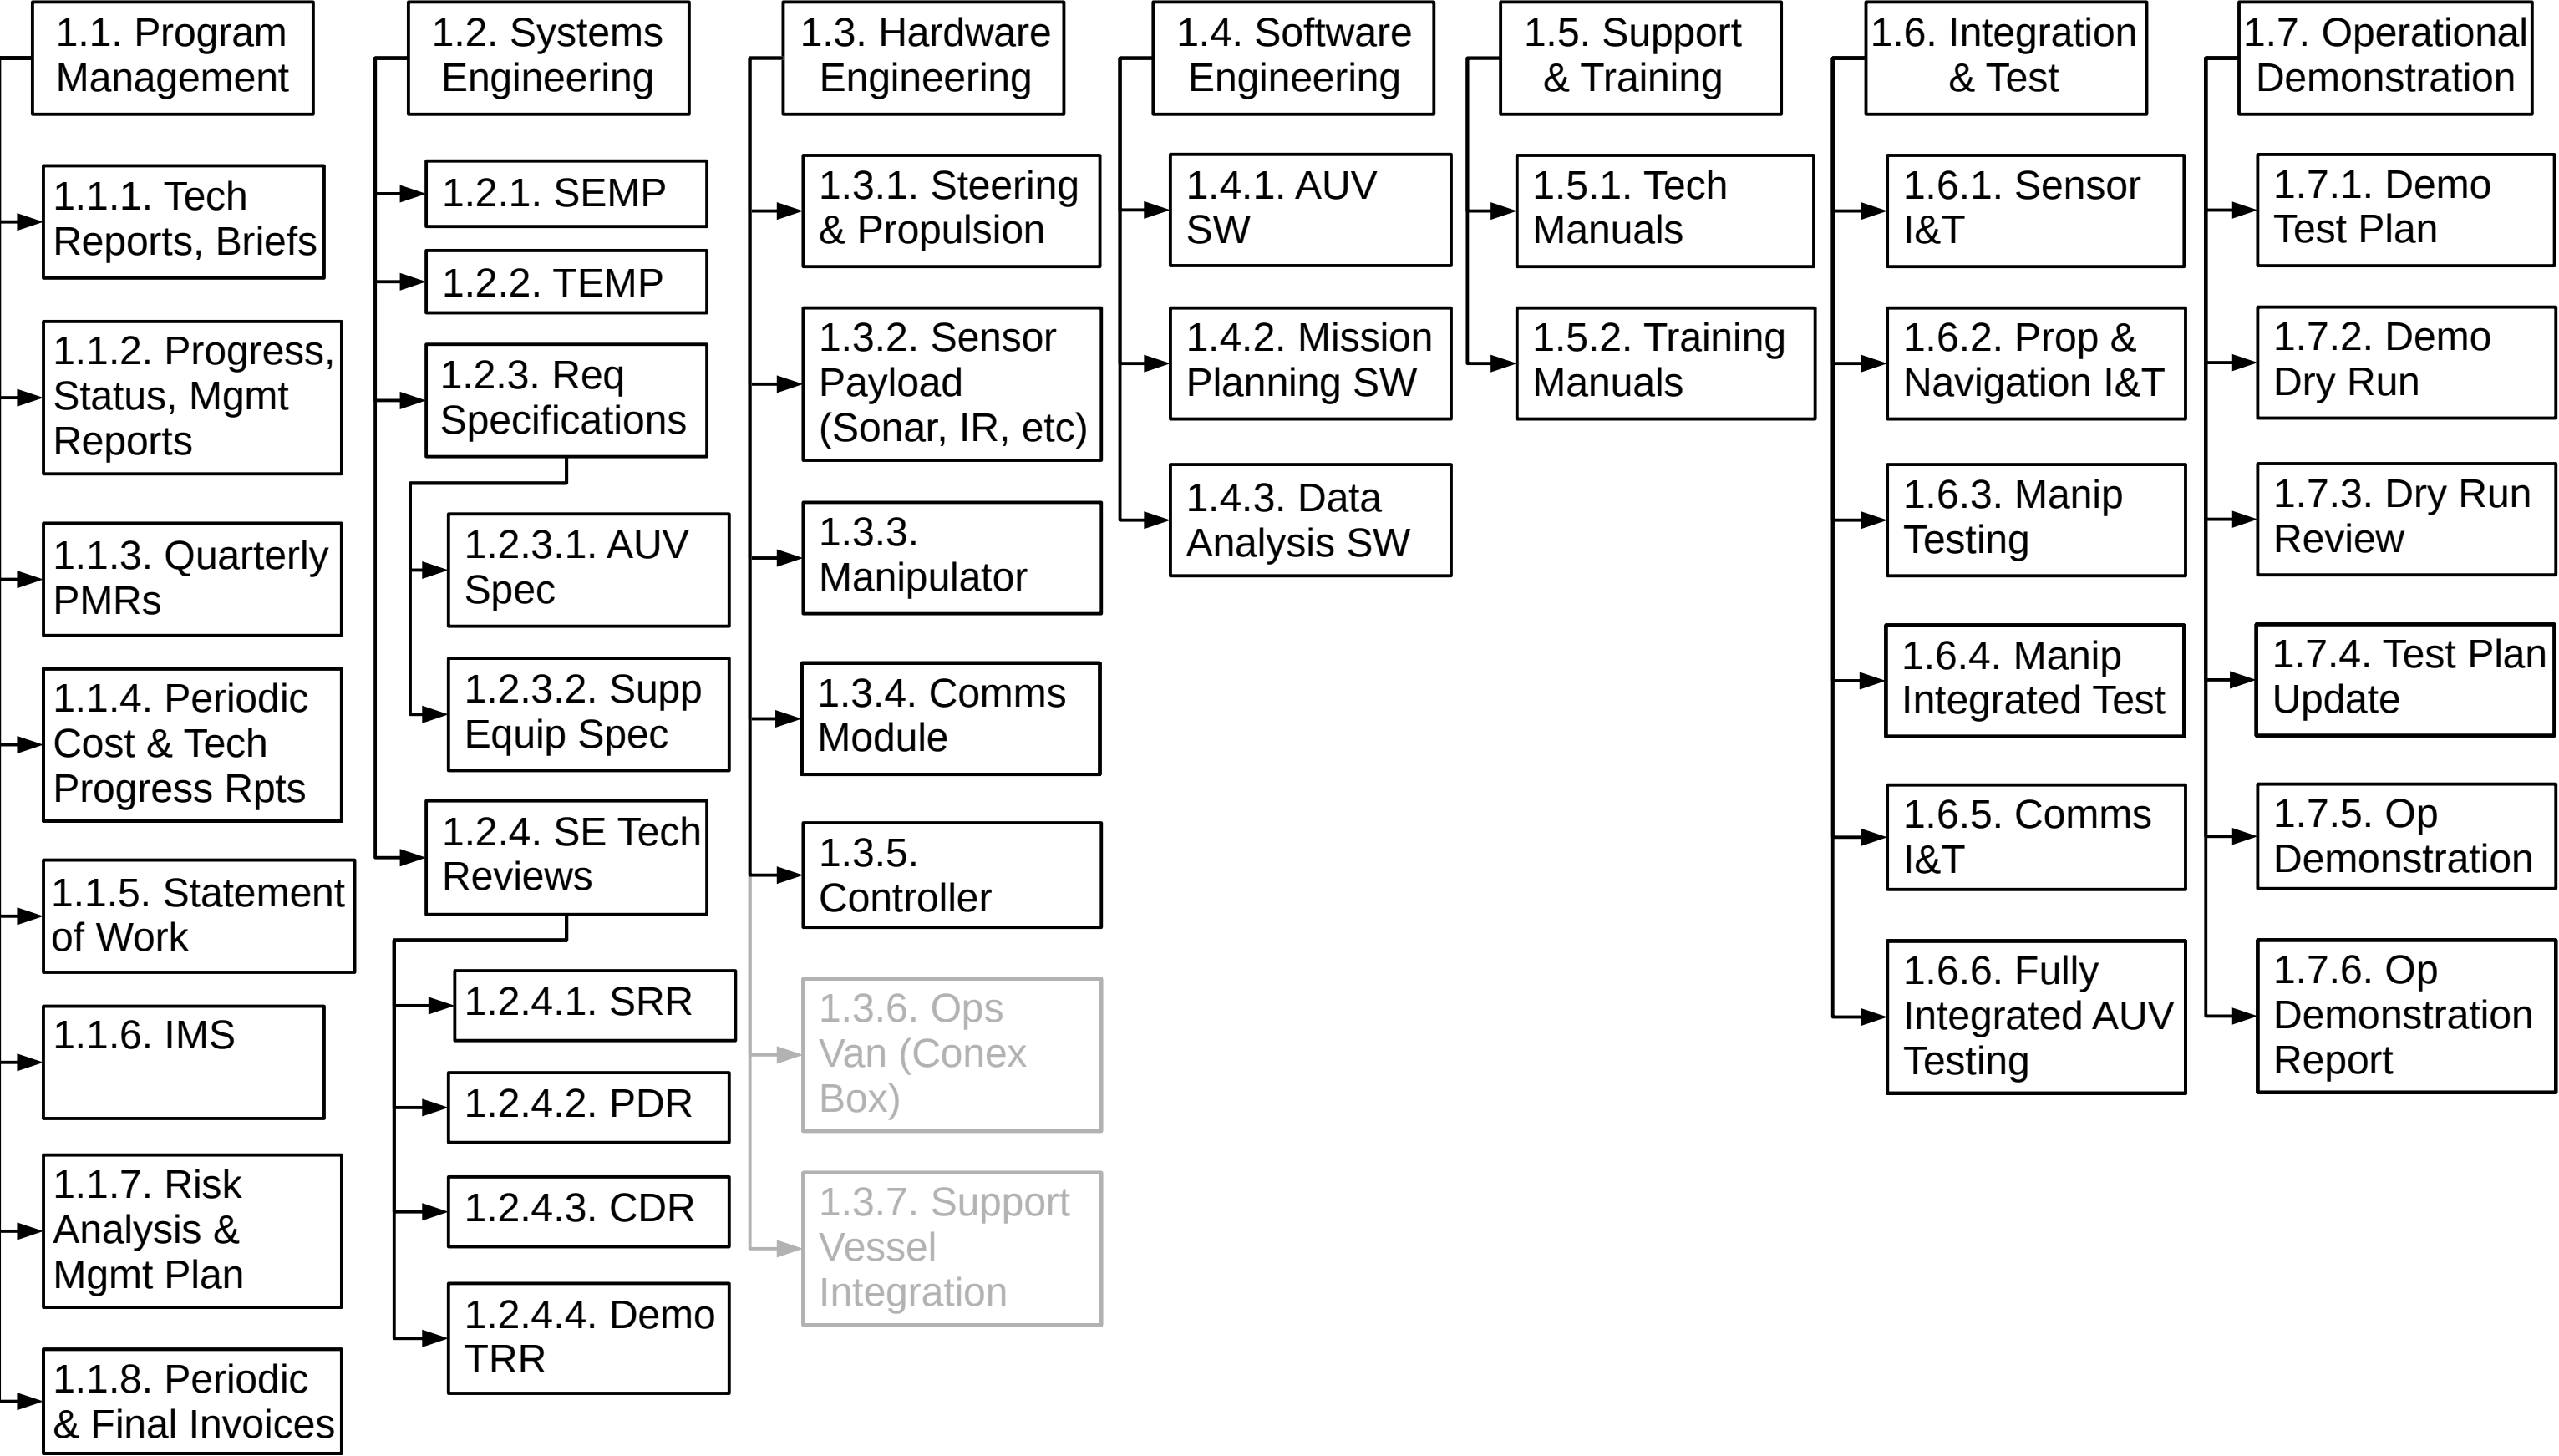 1.1. Program
Management
1.1.1. Tech
Reports, Briefs
1.1.2. Progress,
Status, Mgmt
Reports
1.1.3. Quarterly
PMRs
1.1.4. Periodic
Cost & Tech
Progress Rpts
1.1.5. Statement
of Work
1.1.6. IMS
1.1.7. Risk
Analysis &
Mgmt Plan
1.1.8. Periodic
& Final Invoices
1.2. Systems
Engineering
1.2.1. SEMP
1.2.2. TEMP
1.2.3. Req
Specifications
1.2.3.1. AUV
Spec
1.2.3.2. Supp
Equip Spec
1.2.4. SE Tech
Reviews
1.2.4.1. SRR
1.2.4.2. PDR
1.2.4.3. CDR
1.2.4.4. Demo
TRR
1.3. Hardware
Engineering
1.3.1. Steering
& Propulsion
1.3.2. Sensor
Payload
(Sonar, IR, etc)
1.3.3.
Manipulator
1.3.4. Comms
Module
1.3.5.
Controller
1.3.6. Ops
Van (Conex
Box)
1.3.7. Support
Vessel
Integration
1.4. Software
Engineering
1.4.1. AUV
SW
1.4.2. Mission
Planning SW
1.4.3. Data
Analysis SW
1.5. Support
& Training
1.5.1. Tech
Manuals
1.5.2. Training
Manuals
1.6. Integration
& Test
1.6.1. Sensor
I&T
1.6.2. Prop &
Navigation I&T
1.6.3. Manip
Testing
1.6.4. Manip
Integrated Test
1.6.5. Comms
I&T
1.6.6. Fully
Integrated AUV
Testing
1.7. Operational
Demonstration
1.7.1. Demo
Test Plan
1.7.2. Demo
Dry Run
1.7.3. Dry Run
Review
1.7.4. Test Plan
Update
1.7.5. Op
Demonstration
1.7.6. Op
Demonstration
Report